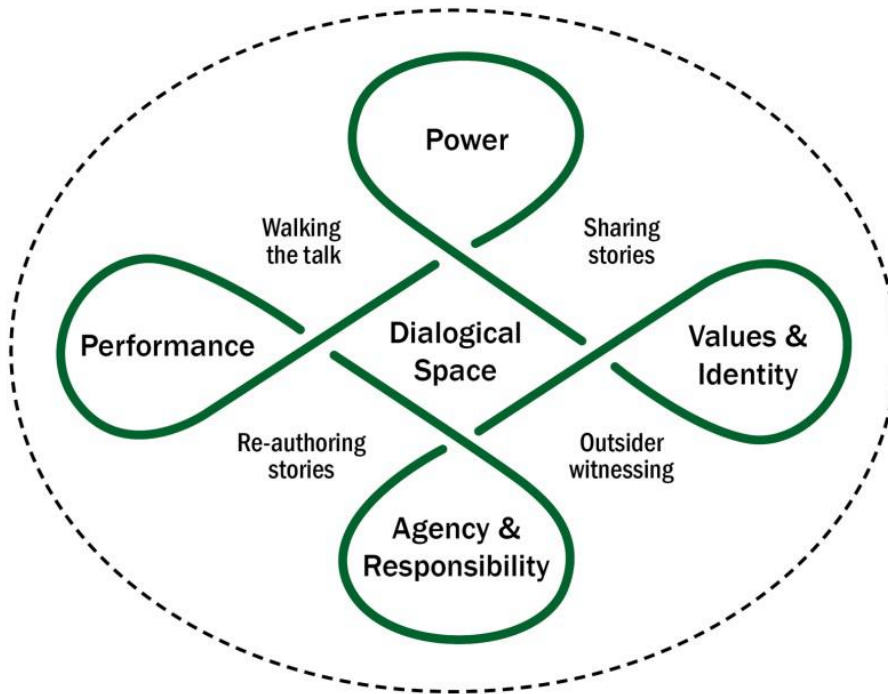 Power
Walking
the talk
Sharing
stories
Performance
Dialogical
Space
Values &
Identity
Re-authoring
stories
Outsider
witnessing
Agency &
Responsibility